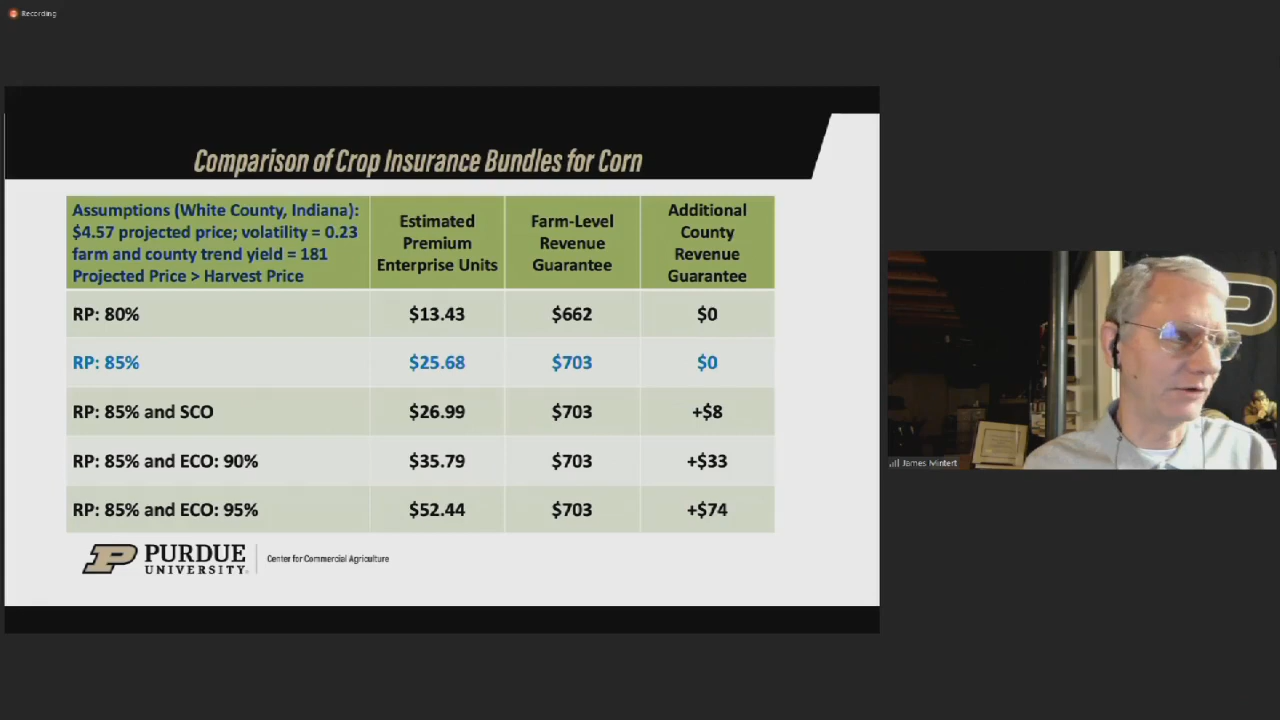 Recording
Comparison of Crop Insurance Bundles for Corn
Assumptions (White County, Indiana):
$4.57 projected price; volatility = 0.23
farm and county trend yield = 181
Projected Price > Harvest Price
Estimated
Premium
Enterprise Units
Farm-Level
Revenue
Guarantee
Additional
County
Revenue
Guarantee
RP: 80% $13.43 $662 $0
RP: 85% $25.68 $703 $0
RP: 85% and SCO $26.99 $703 +$8
RP: 85% and ECO: 90% $35.79 $703 +$33
RP: 85% and ECO: 95% $52.44 $703 +$74
PURDUE
UNIVERSITY
Center for Commercial Agriculture
James Mintert